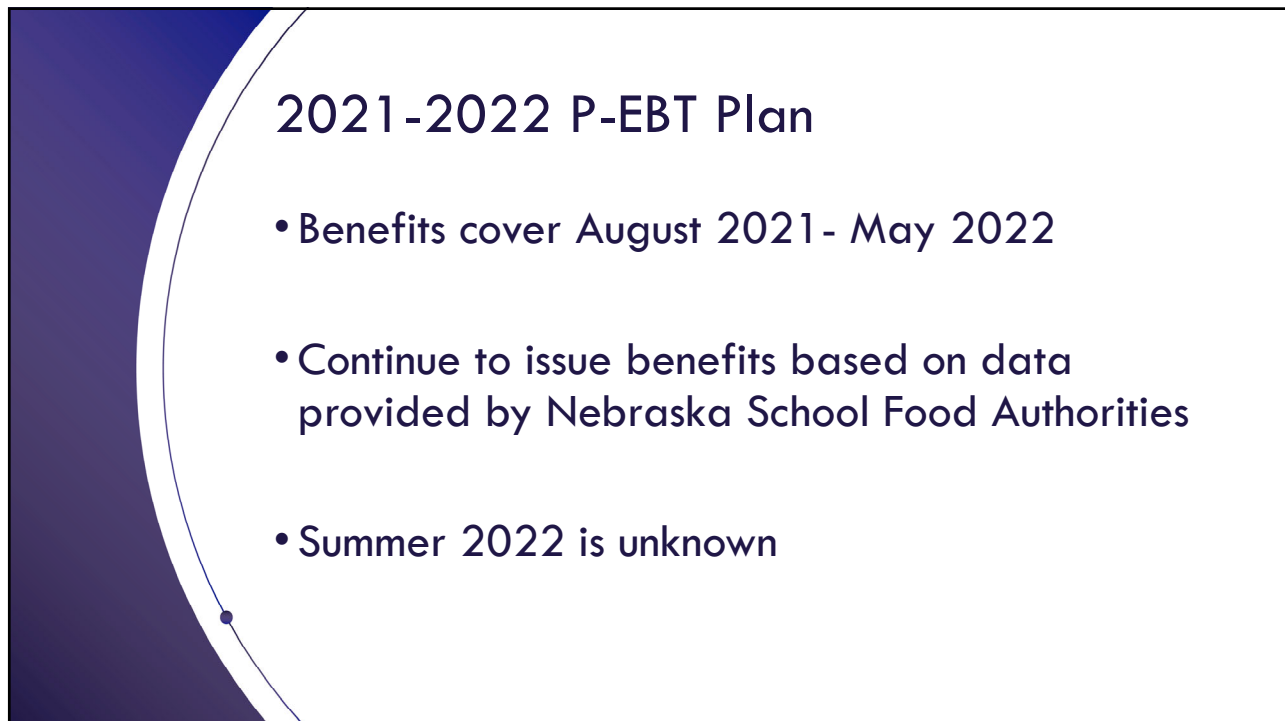 2021-2022 P-EBT Plan
• Benefits cover August 2021- May 2022
• Continue to issue benefits based on data
provided by Nebraska School Food Authorities
• Summer 2022 is unknown